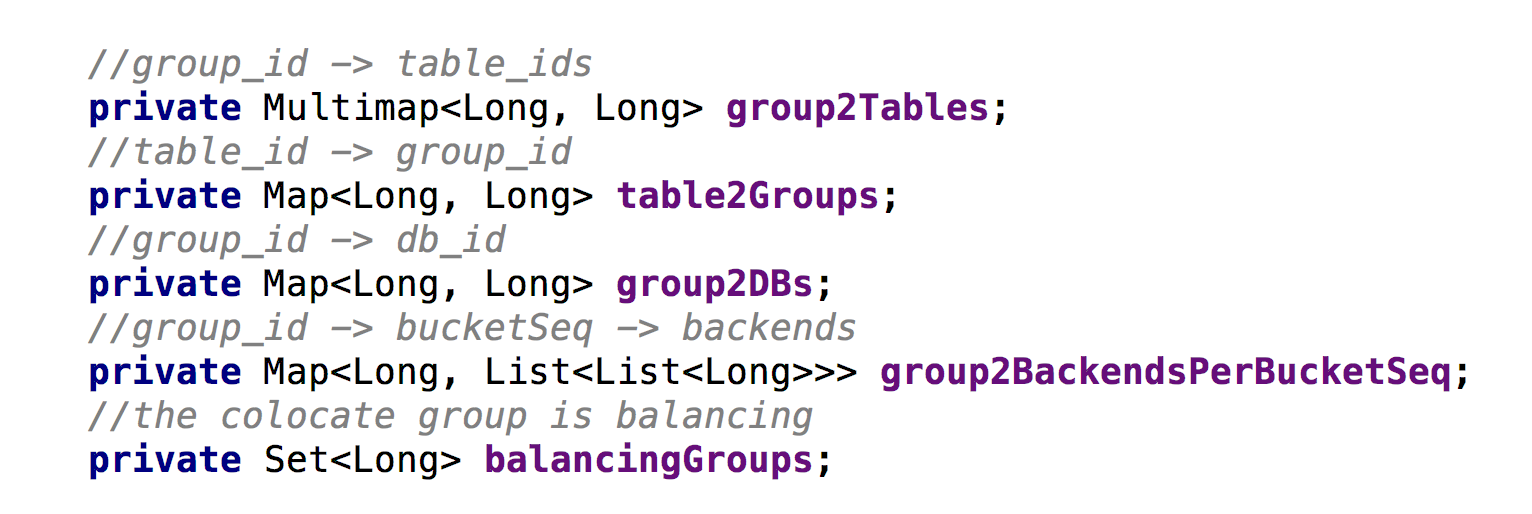 //group_id -> table_ids
private Multimap<Long, Long> group2Tables;
//table_id -> group_id
private Map<Long, Long> table2Groups;
//group_id -> db_id
private Map<Long, Long> group2DBs;
//group_id -> bucketSeq -> backends
private Map<Long, List<List<Long>>> group2BackendsPerBucketSeq;
//the colocate group is balancing
private Set<Long> balancingGroups;